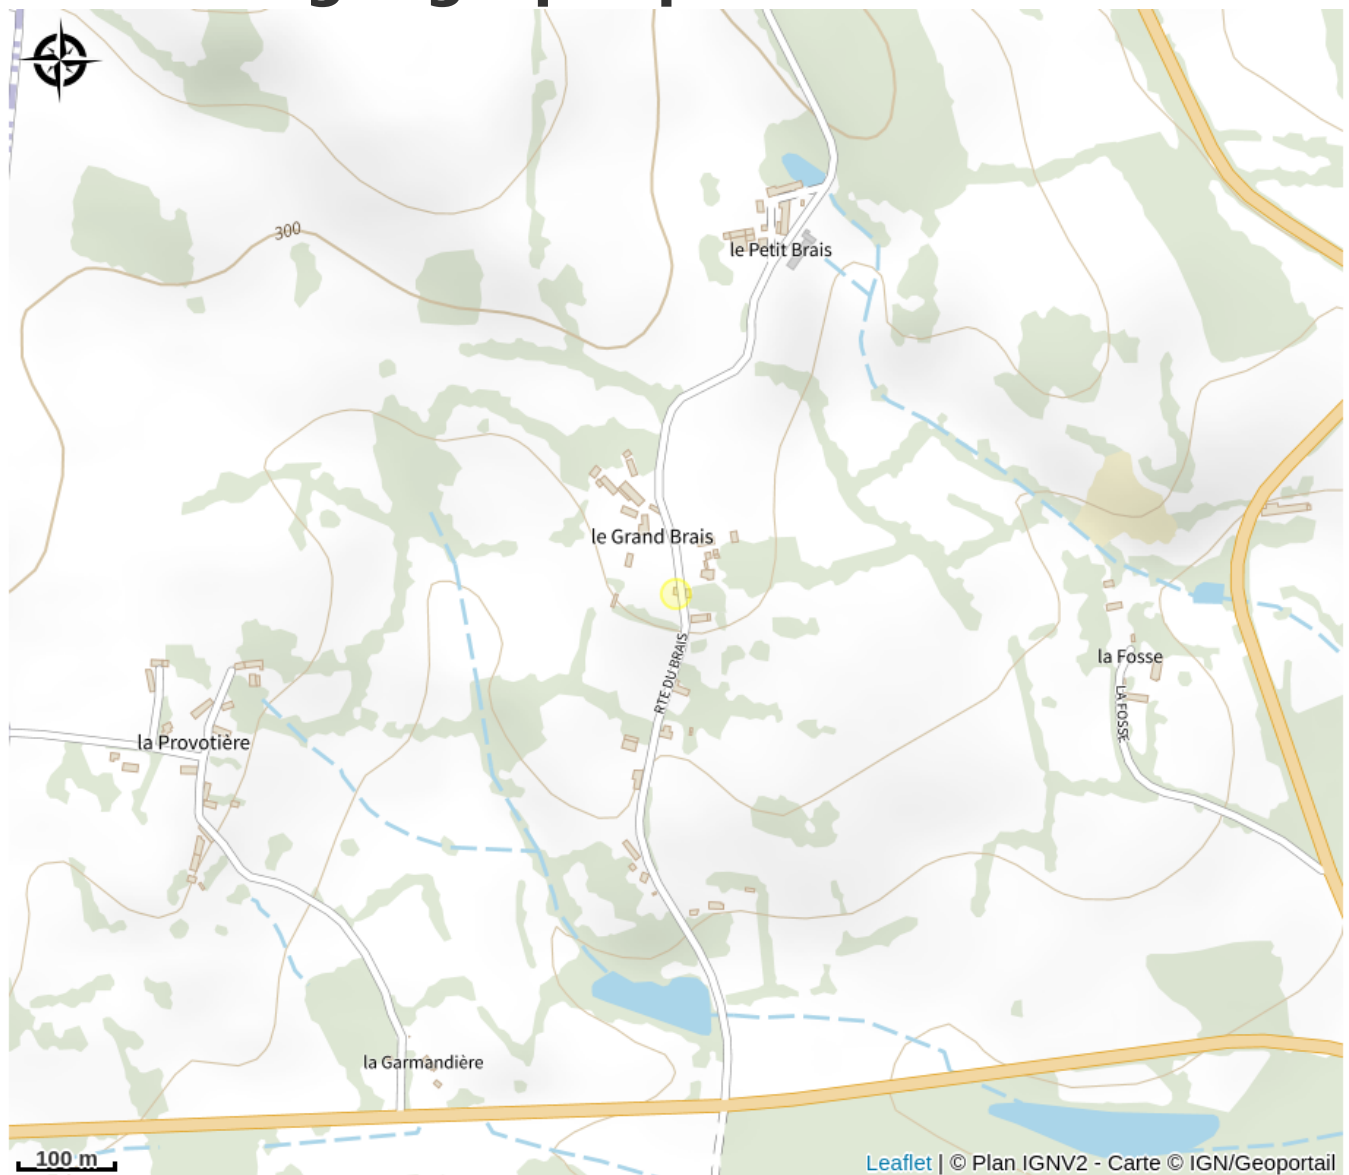 300
le Petit Brais
le Grand Brais
RTE DU BRAIS
la Fosse
LA FOSSE
la Provotière
la Garmandière
100 m
Leaflet | © Plan IGNV2 - Carte © IGN/Geoportail